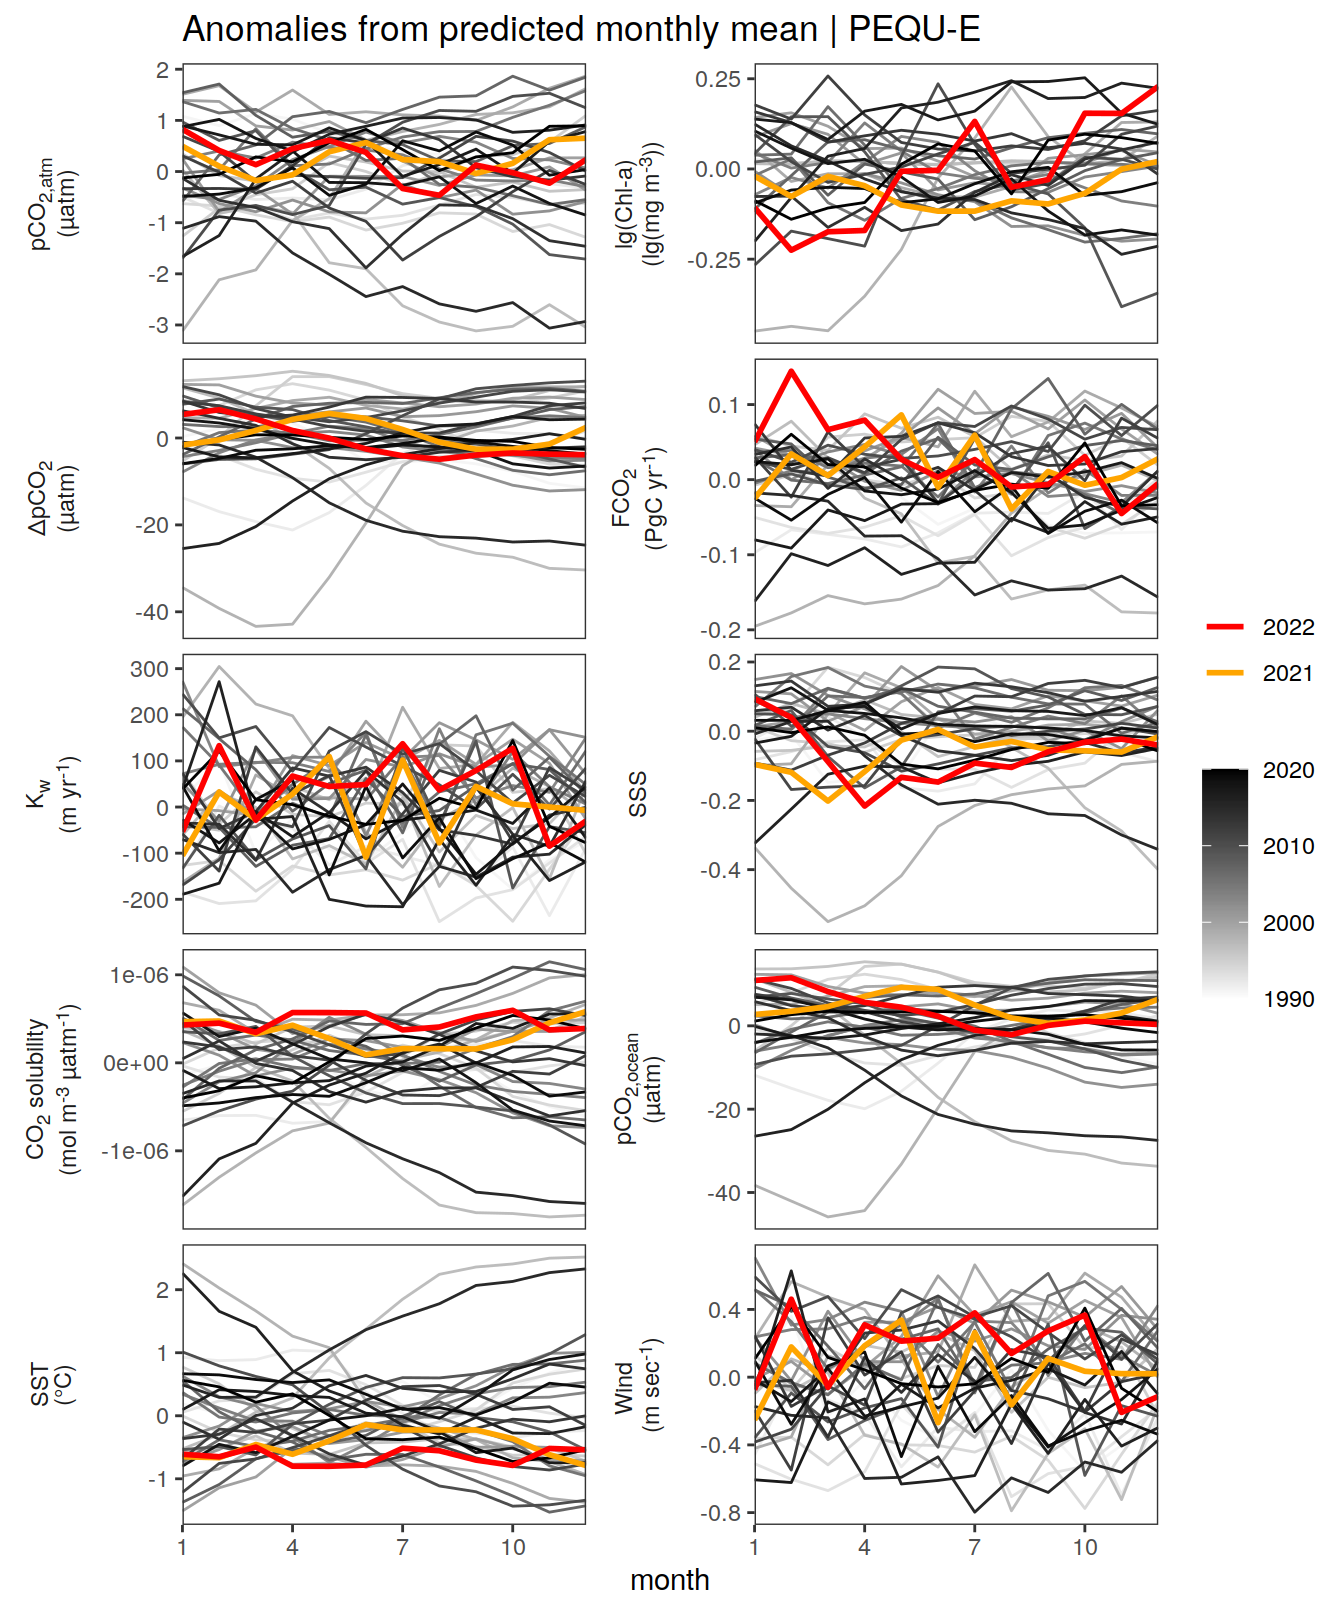 Anomalies from predicted monthly mean | PEQU-E
pCO2,atm
(µatm)
2
1
0
-1
-2
-3
lg(Chl-a)
(lg(mg m-3))
0.25
0.00
-0.25
ΔpCO2
(µatm)
0
-20
-40
FCO2
(PgC yr-1)
0.1
0.0
-0.1
-0.2
Kw
(m yr-1)
300
200
100
0
-100
-200
SSS
0.2
0.0
-0.2
-0.4
CO2 solubility
(mol m-3 µatm-1)
1e-06
0e+00
-1e-06
pCO2,ocean
(µatm)
0
-20
-40
SST
(°C)
2
1
0
-1
Wind
(m sec-1)
0.4
0.0
-0.4
-0.8
1 4 7 10
1 4 7 10
month
2022
2021
2020
2010
2000
1990